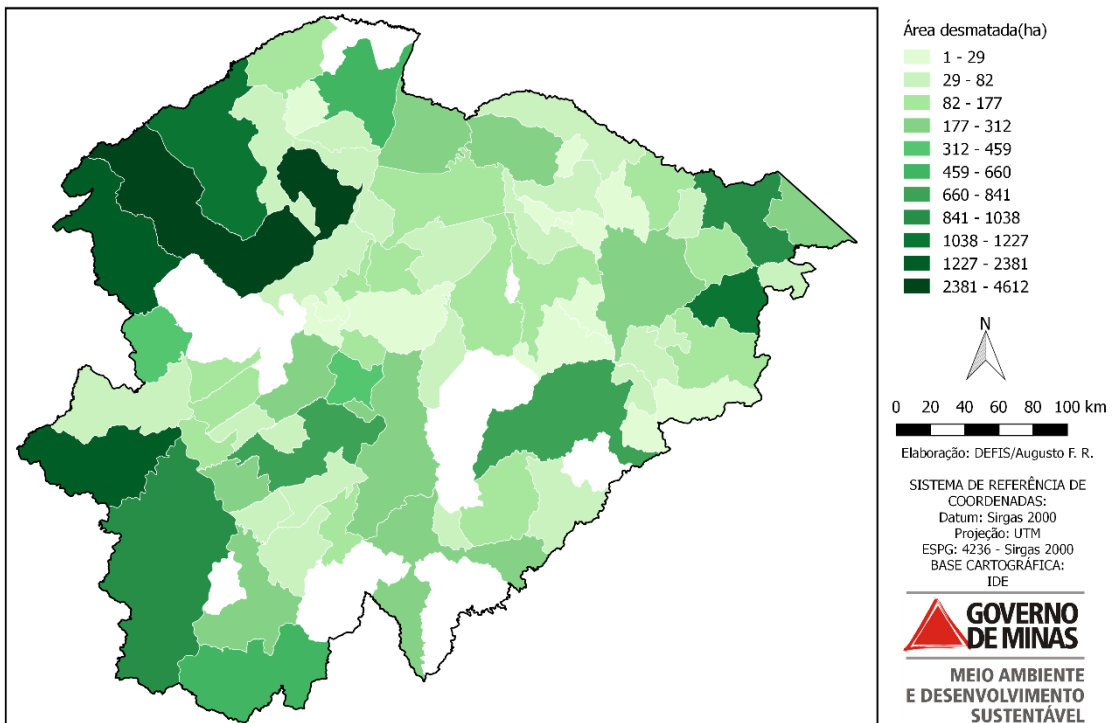 Área desmatada(ha)
1 - 29
29 - 82
82 - 177
177 - 312
312 - 459
459 - 660
660 - 841
841 - 1038
1038 - 1227
1227 - 2381
2381 - 4612
N
0 20 40 60 80 100 km
Elaboração: DEFIS/Augusto F. R.
SISTEMA DE REFERÊNCIA DE
COORDENADAS:
Datum: Sirgas 2000
Projeção: UTM
ESPG: 4236 - Sirgas 2000
BASE CARTOGRÁFICA:
IDE
GOVERNO
DE MINAS
MEIO AMBIENTE
E DESENVOLVIMENTO
SUSTENTÁVEL